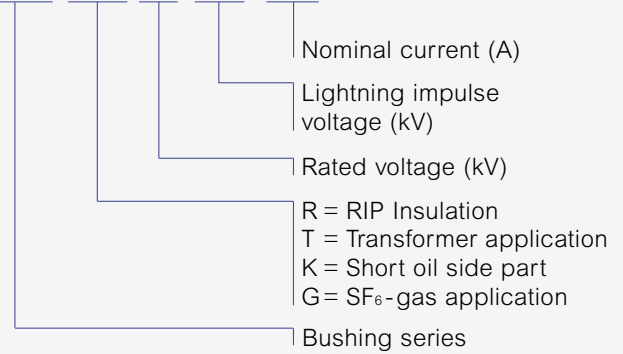 Nominal current (A)
Lightning impulse
voltage (kV)
Rated voltage (kV)
R = RIP Insulation
T = Transformer application
K = Short oil side part
G = SF₆-gas application
Bushing series